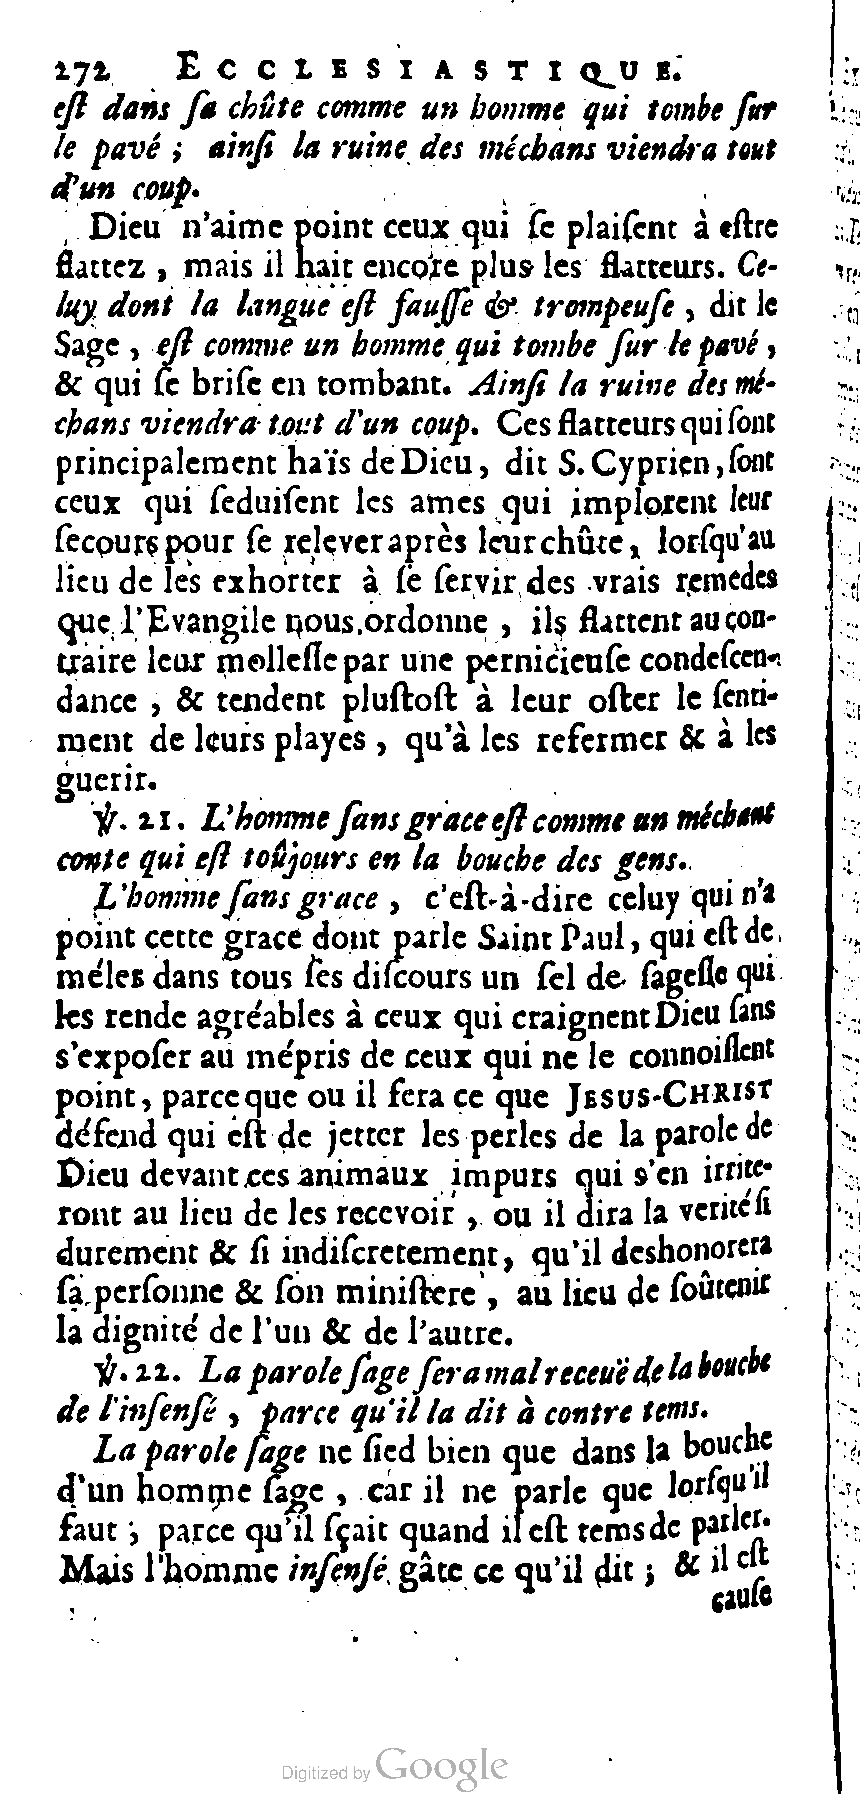 272 ECCLESIASTIQUE.
eſt dans ſa chûte comme un homme qui tombe ſur
le pavé ; ainſi la ruine des méchans viendra tout
d'un coup.
Dieu n'aime point ceux qui ſe plaiſent à eſtre
flattez , mais il hait encore plus les flatteurs. Ce-
luy dont la langue eſt fauſſe & trompeuſe , dit le
Sage , eſt comme un homme qui tombe ſur le pavé ,
& qui ſe briſe en tombant. Ainſi la ruine des mé-
chans viendra tout d'un coup. Ces flatteurs qui ſont
principalement haïs de Dieu, dit S. Cyprien, ſont
ceux qui ſeduiſent les ames qui implorent leur
ſecours pour ſe relever après leur chûte, lorſqu'au
lieu de les exhorter à ſe ſervir des vrais remedes
que l'Evangile nous ordonne , ils flattent au con-
traire leur molleſſe par une pernicieuſe condeſcen-
dance , & tendent pluſtoſt à leur oſter le ſenti-
ment de leurs playes , qu'à les refermer & à les
guerir.
℣. 21. L'homme ſans grace eſt comme un méchant
conte qui eſt toûjours en la bouche des gens.
L'homme ſans grace , c'eſt-à-dire celuy qui n'a
point cette grace dont parle Saint Paul, qui eſt de
mêler dans tous ſes diſcours un ſel de ſageſſe qui
les rende agréables à ceux qui craignent Dieu ſans
s'expoſer au mépris de ceux qui ne le connoiſſent
point, parce que ou il fera ce que JESUS-CHRIST
défend qui eſt de jetter les perles de la parole de
Dieu devant ces animaux impurs qui s'en irrite-
ront au lieu de les recevoir , ou il dira la verité ſi
durement & ſi indiſcretement, qu'il deshonorera
ſa perſonne & ſon miniſtere , au lieu de ſoûtenir
la dignité de l'un & de l'autre.
℣. 22. La parole ſage ſera mal receuë de la bouche
de l'inſenſé , parce qu'il la dit à contre tems.
La parole ſage ne ſied bien que dans la bouche
d'un homme ſage , car il ne parle que lorſqu'il
faut ; parce qu'il ſçait quand il eſt tems de parler.
Mais l'homme inſenſé gâte ce qu'il dit ; & il eſt
cauſe
Digitized by Google